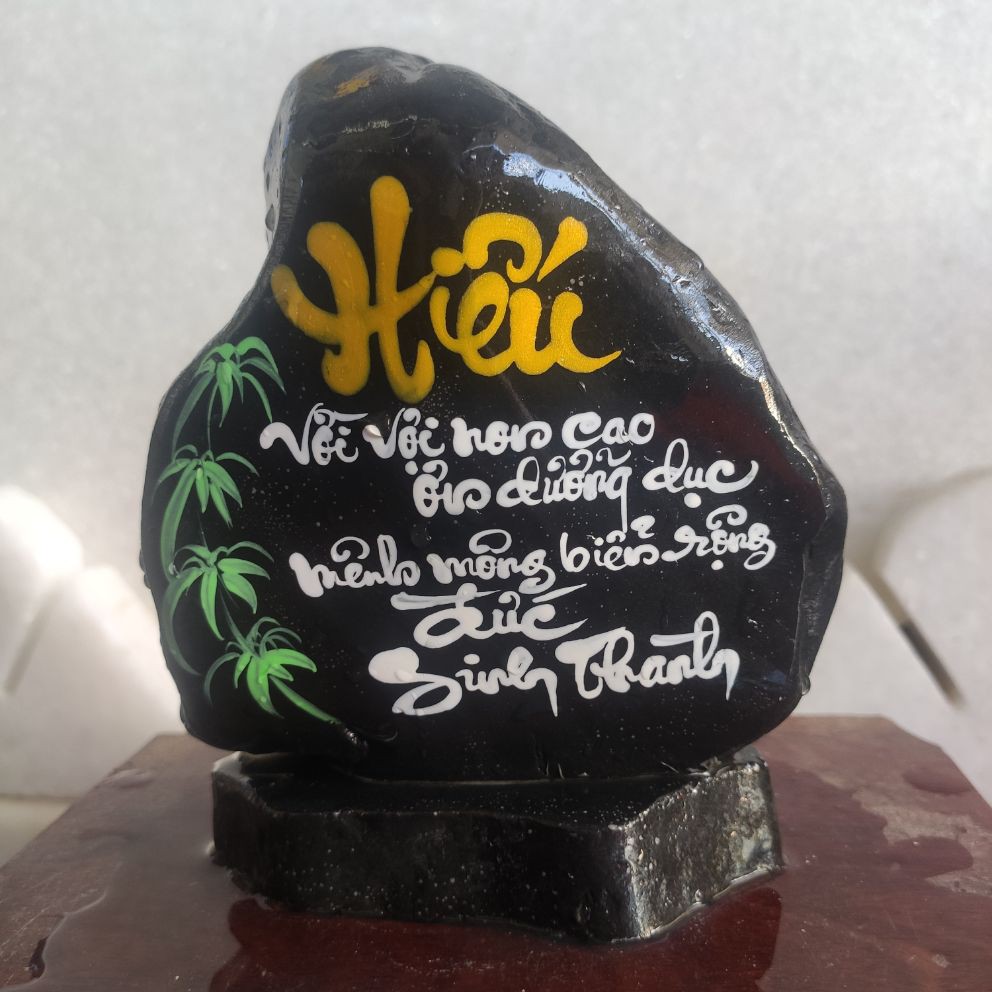 Hiếu
Vời vợi non cao
ơn dưỡng dục
mênh mông biển rộng
Đức
Sinh Thành